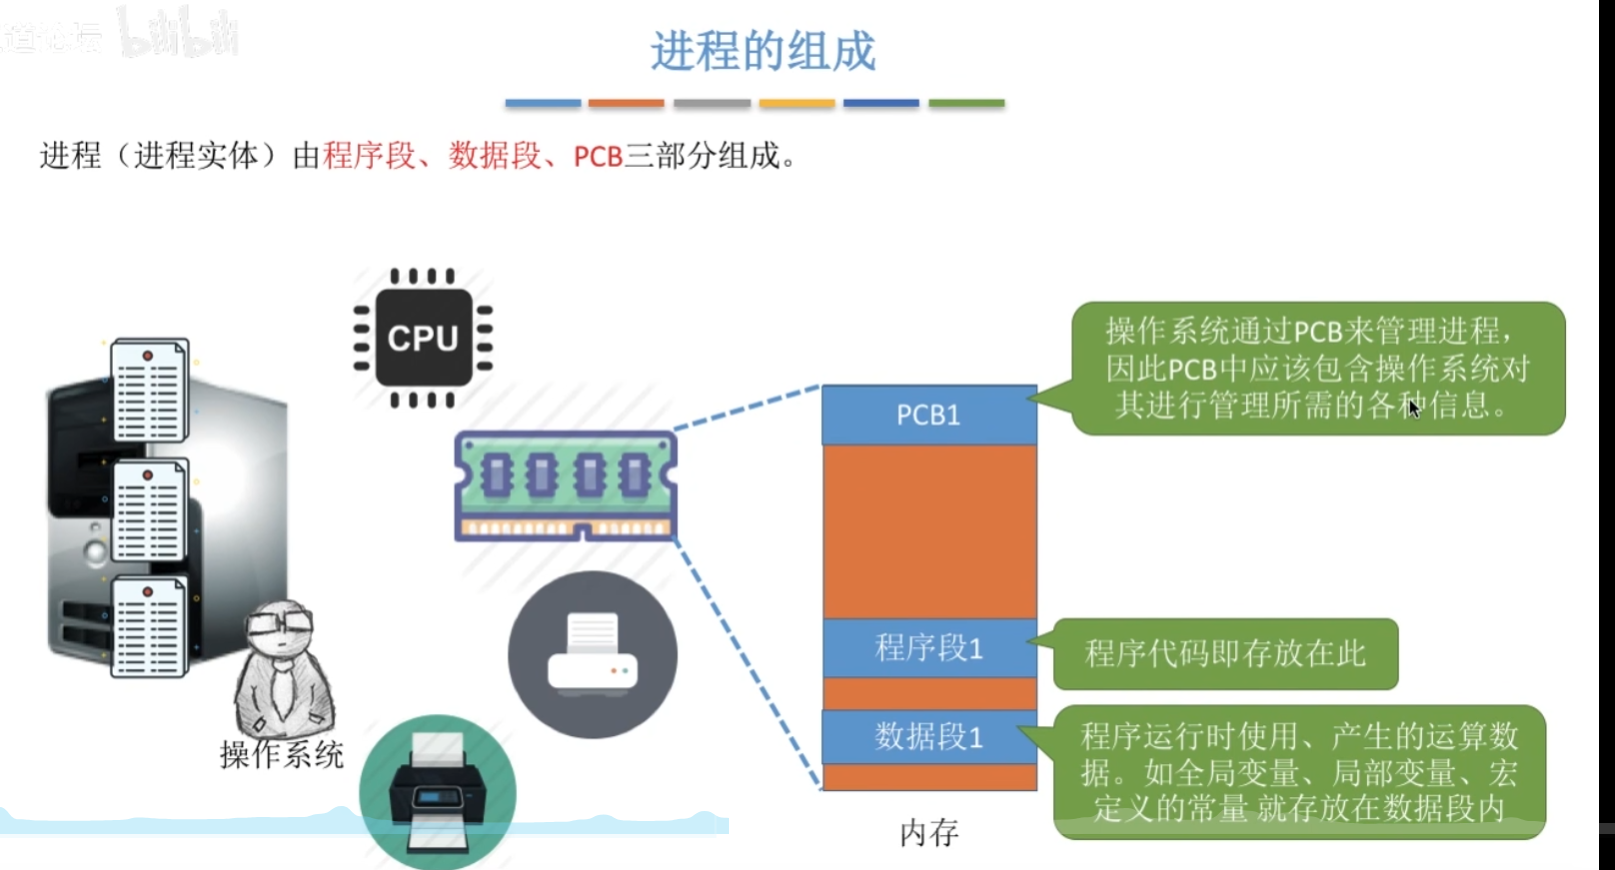 道论坛 bilibili
进程的组成
进程（进程实体）由程序段、数据段、PCB三部分组成。
CPU
操作系统通过PCB来管理进程，
因此PCB中应该包含操作系统对
其进行管理所需的各种信息。
PCB1
程序段1
程序代码即存放在此
数据段1
程序运行时使用、产生的运算数
据。如全局变量、局部变量、宏
定义的常量 就存放在数据段内
操作系统
内存